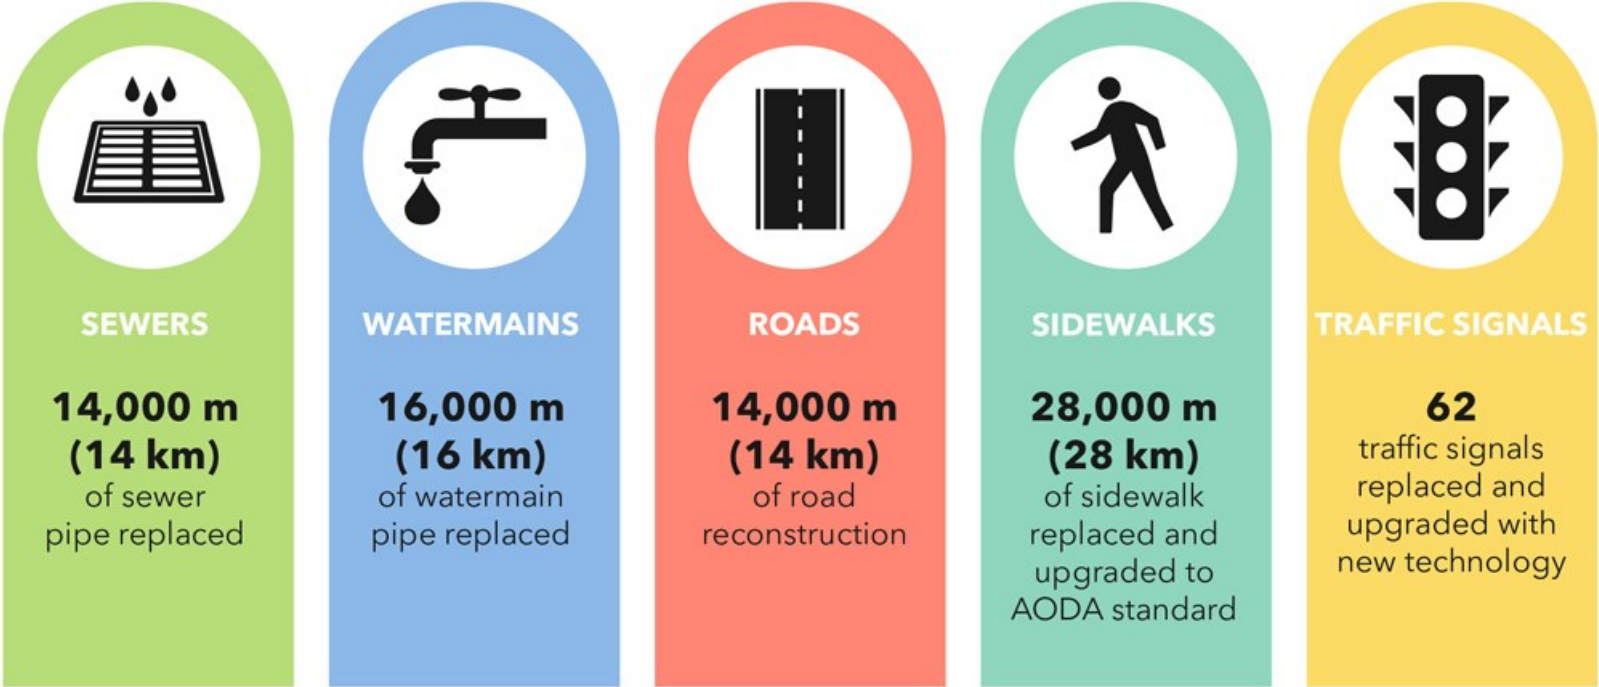 SEWERS
14,000 m
(14 km)
of sewer
pipe replaced
WATERMAINS
16,000 m
(16 km)
of watermain
pipe replaced
ROADS
14,000 m
(14 km)
of road
reconstruction
SIDEWALKS
28,000 m
(28 km)
of sidewalk
replaced and
upgraded to
AODA standard
TRAFFIC SIGNALS
62
traffic signals
replaced and
upgraded with
new technology